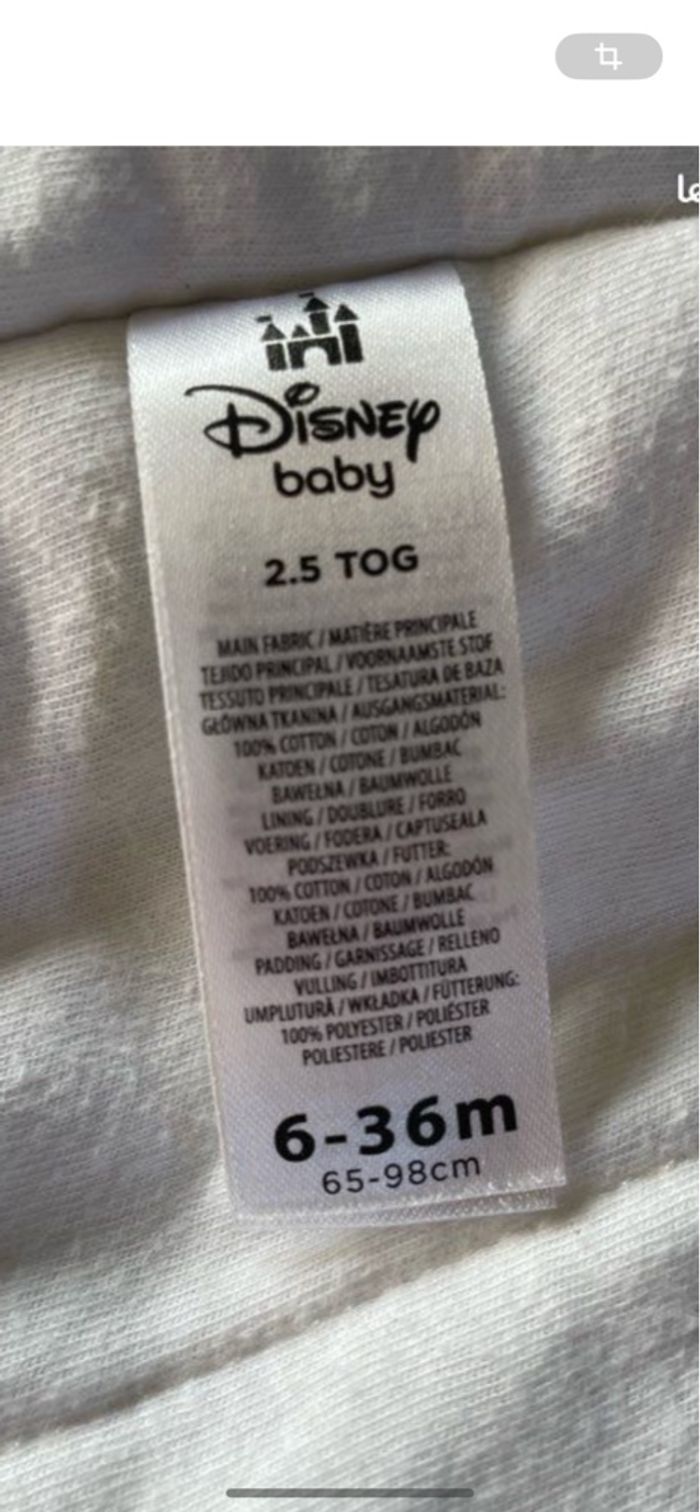 le
Disney
baby
2.5 TOG
MAIN FABRIC / MATIÈRE PRINCIPALE
TEJIDO PRINCIPAL / VOORNAAMSTE STOF
TESSUTO PRINCIPALE / TESATURA DE BAZA
GŁÓWNA TKANINA / AUSGANGSMATERIAL:
100% COTTON / COTON / ALGODÓN
KATOEN / COTONE / BUMBAC
BAWEŁNA / BAUMWOLLE
LINING / DOUBLURE / FORRO
VOERING / FODERA / CAPTUSEALA
PODSZEWKA / FUTTER:
100% COTTON / COTON / ALGODÓN
KATOEN / COTONE / BUMBAC
BAWEŁNA / BAUMWOLLE
PADDING / GARNISSAGE / RELLENO
VULLING / IMBOTTITURA
UMPLUTURĂ / WKŁADKA / FÜTTERUNG:
100% POLYESTER / POLIÉSTER
POLIESTERE / POLIESTER
6-36m
65-98cm